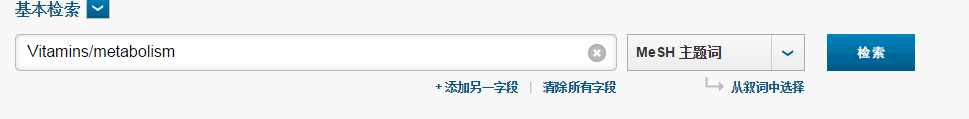 基本检索
Vitamins/metabolism MeSH 主题词 检索
+ 添加另一字段 | 清除所有字段 从叙词中选择